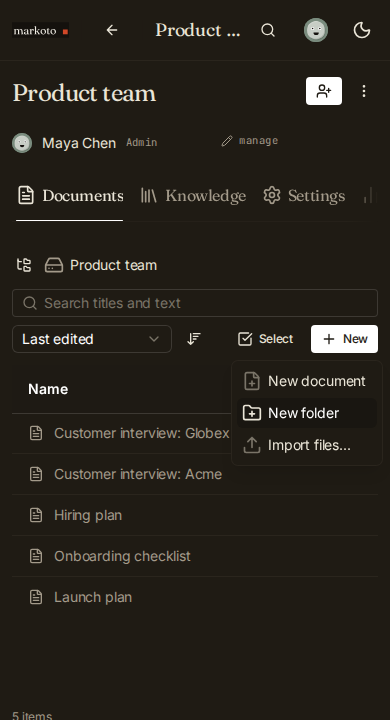 markoto
Product ...
Product team
Maya Chen Admin
manage
Documents Knowledge Settings
Product team
Search titles and text
Last edited
Select
New
New document
Name
New folder
Customer interview: Globex
Import files...
Customer interview: Acme
Hiring plan
Onboarding checklist
Launch plan
5 items